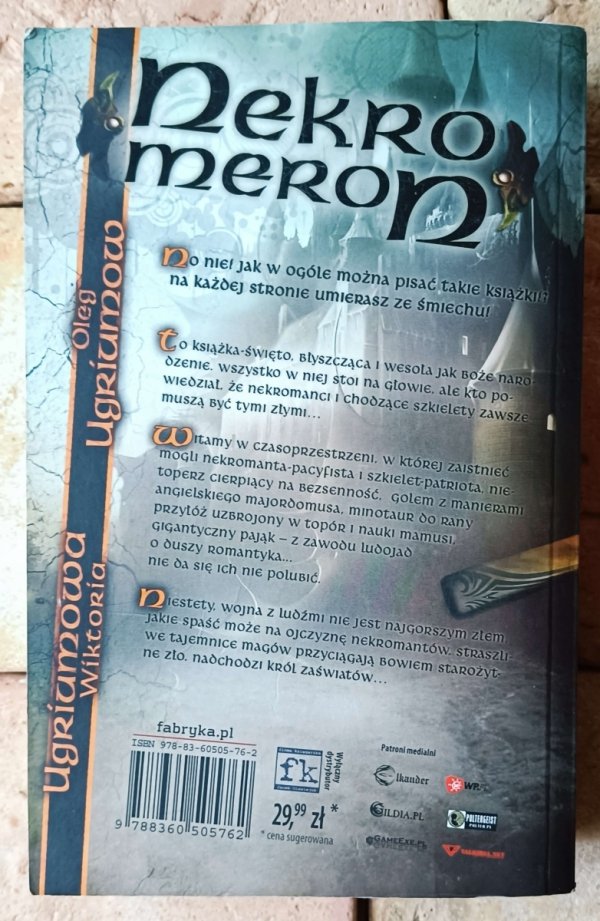 Nekro
meron
No nie! Jak w ogóle można pisać takie książki!?
Na każdej stronie umierasz ze śmiechu!
To książka-święto, błyszcząca i wesoła jak Boże Naro-
dzenie. Wszystko w niej stoi na głowie, ale kto po-
wiedział, że nekromanci i chodzące szkielety zawsze
muszą być tymi złymi...
Witamy w czasoprzestrzeni, w której zaistnieć
mogli nekromanta-pacyfista i szkielet-patriota, nie-
toperz cierpiący na bezsenność, golem z manierami
angielskiego majordomusa, minotaur do rany
przyłóż uzbrojony w topór i nauki mamusi,
gigantyczny pająk – z zawodu ludojad
o duszy romantyka...
nie da się ich nie polubić.
Niestety, wojna z ludźmi nie jest najgorszym złem,
jakie spaść może na ojczyznę nekromantów, straszli-
we tajemnice magów przyciągają bowiem starożyt-
ne zło, nadchodzi król zaświatów...
Oleg
Ugriumow
Ugriumowa
Wiktoria
fabryka.pl
ISBN 978-83-60505-76-2
9 788360 505762
fk
Wyłączny
dystrybutor
29,99 zł *
* cena sugerowana
Patroni medialni
Elkander
WP.PL
GILDIA.PL
POLTERGEIST
GAMEEXE.PL